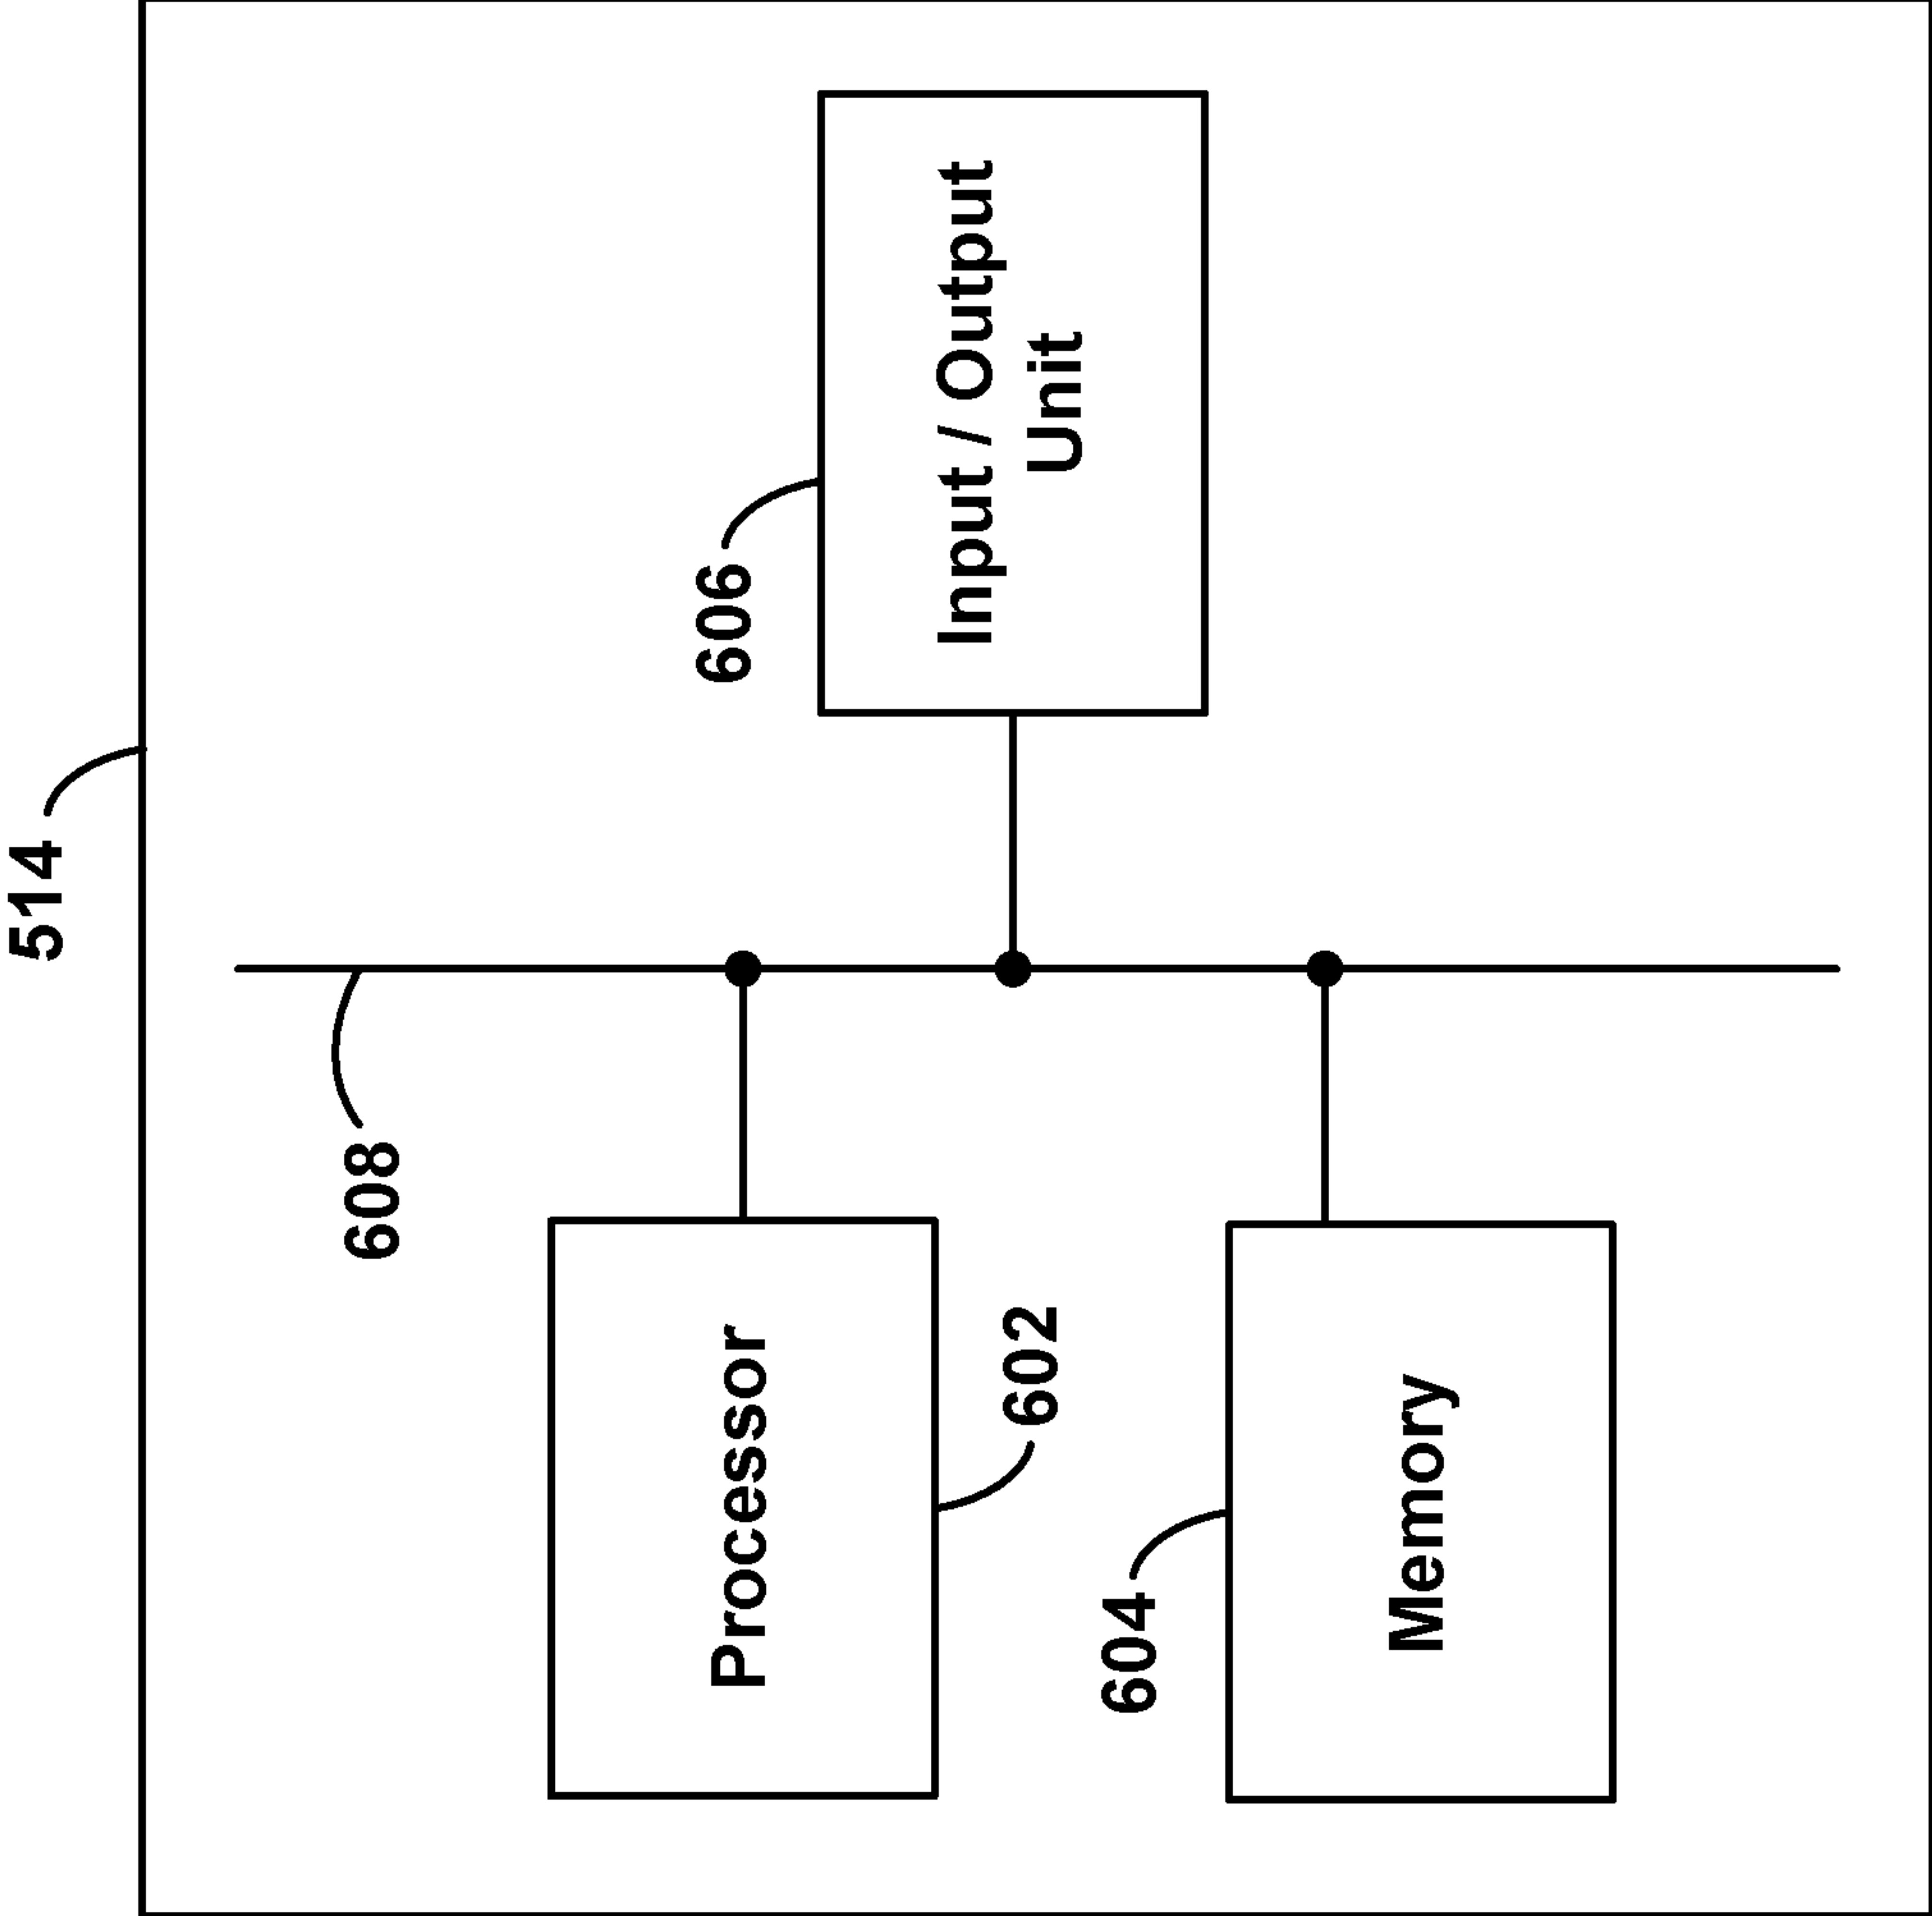 514
608
606
Processor
Input / Output
Unit
602
604
Memory